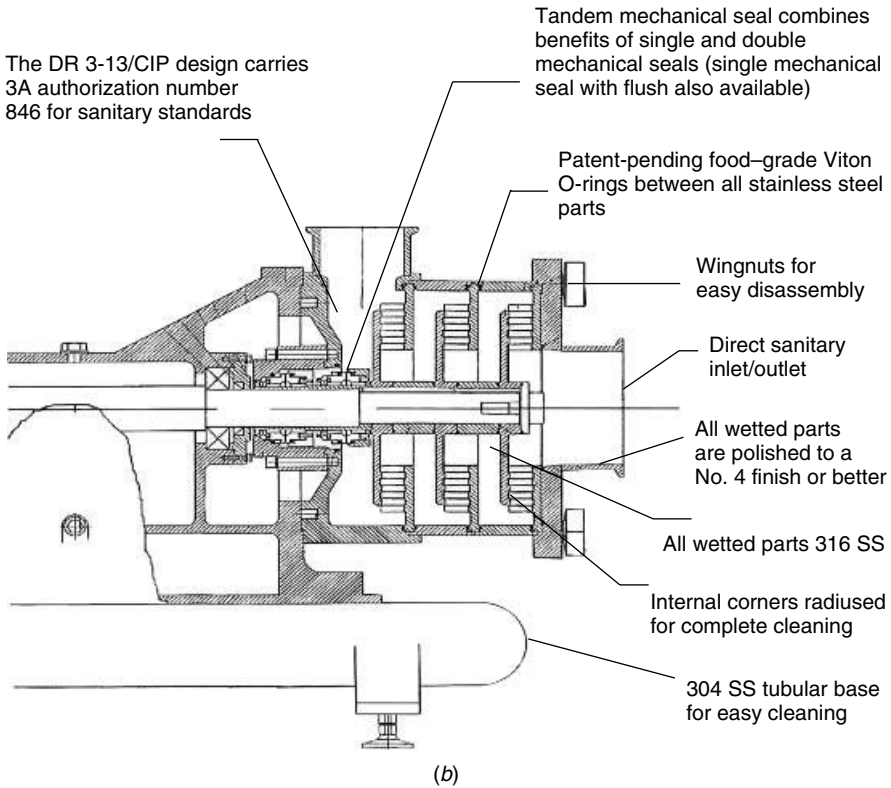 The DR 3-13/CIP design carries
3A authorization number
846 for sanitary standards
Tandem mechanical seal combines
benefits of single and double
mechanical seals (single mechanical
seal with flush also available)
Patent-pending food–grade Viton
O-rings between all stainless steel
parts
Wingnuts for
easy disassembly
Direct sanitary
inlet/outlet
All wetted parts
are polished to a
No. 4 finish or better
All wetted parts 316 SS
Internal corners radiused
for complete cleaning
304 SS tubular base
for easy cleaning
(b)